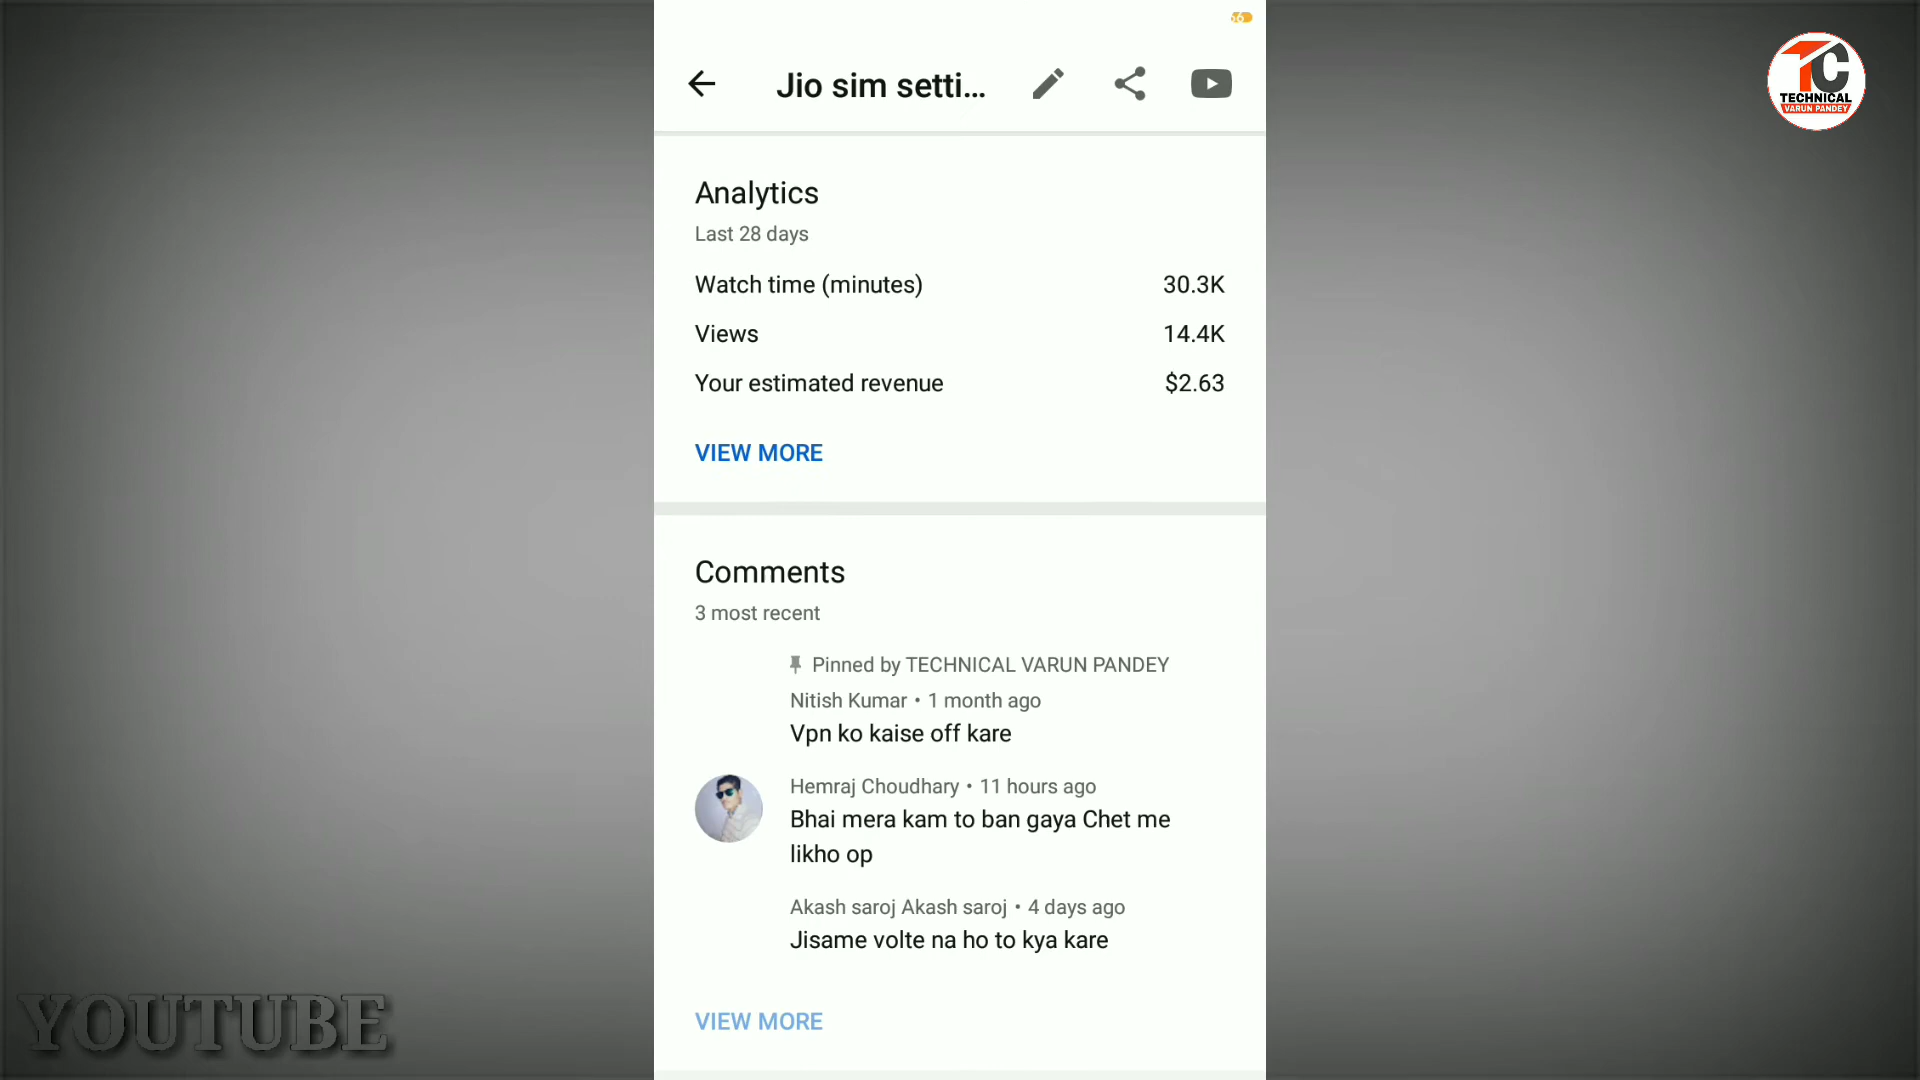 Jio sim setti...
TECHNICAL
VARUN PANDEY
Analytics
Last 28 days
Watch time (minutes) 30.3K
Views 14.4K
Your estimated revenue $2.63
VIEW MORE
Comments
3 most recent
Pinned by TECHNICAL VARUN PANDEY
Nitish Kumar • 1 month ago
Vpn ko kaise off kare
Hemraj Choudhary • 11 hours ago
Bhai mera kam to ban gaya Chet me
likho op
Akash saroj Akash saroj • 4 days ago
Jisame volte na ho to kya kare
VIEW MORE
YOUTUBE